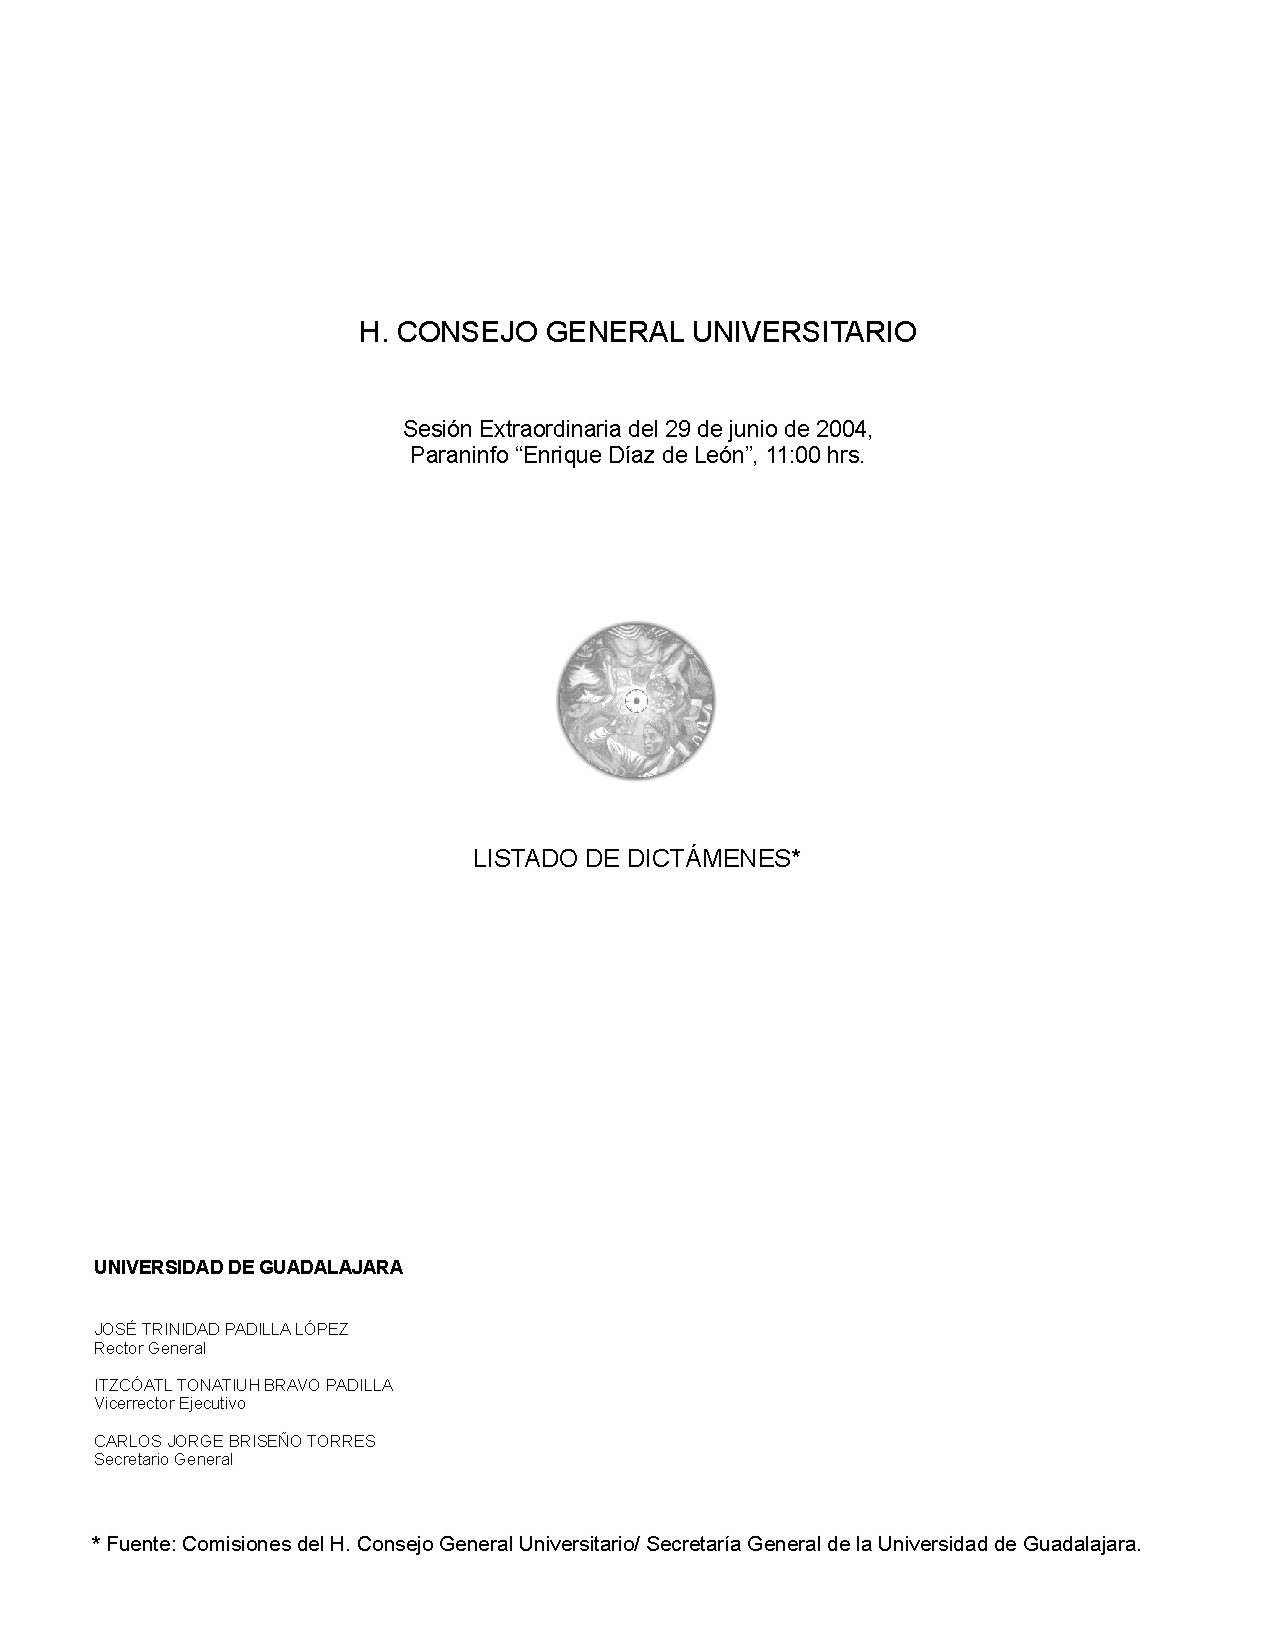 H. CONSEJO GENERAL UNIVERSITARIO
Sesión Extraordinaria del 29 de junio de 2004,
Paraninfo “Enrique Díaz de León”, 11:00 hrs.
LISTADO DE DICTÁMENES*
UNIVERSIDAD DE GUADALAJARA
JOSÉ TRINIDAD PADILLA LÓPEZ
Rector General
ITZCÓATL TONATIUH BRAVO PADILLA
Vicerrector Ejecutivo
CARLOS JORGE BRISEÑO TORRES
Secretario General
* Fuente: Comisiones del H. Consejo General Universitario/ Secretaría General de la Universidad de Guadalajara.